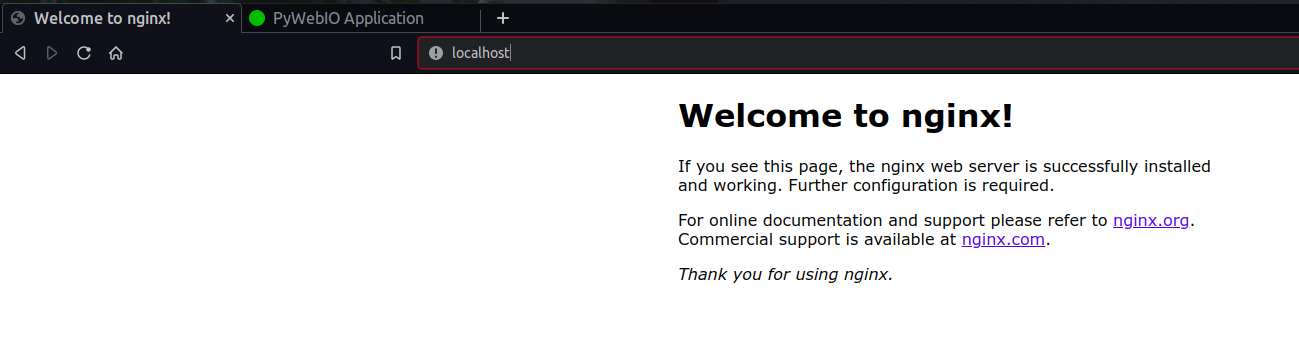 Welcome to nginx!
PyWebIO Application
localhost
Welcome to nginx!
If you see this page, the nginx web server is successfully installed
and working. Further configuration is required.
For online documentation and support please refer to nginx.org.
Commercial support is available at nginx.com.
Thank you for using nginx.